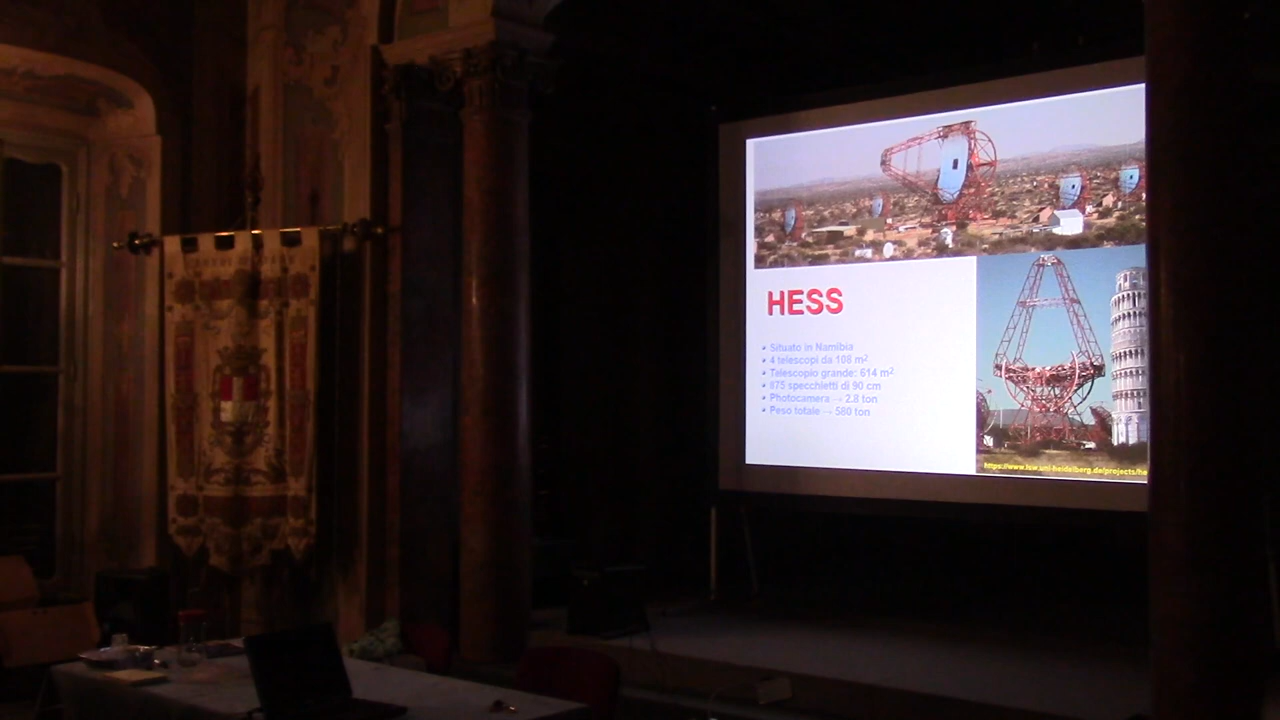 HESS
Situato in Namibia
4 telescopi da 108 m²
Telescopio grande: 614 m²
875 specchietti di 90 cm
Photocamera → 2.8 ton
Peso totale → 580 ton
https://www.lsw.uni-heidelberg.de/projects/he